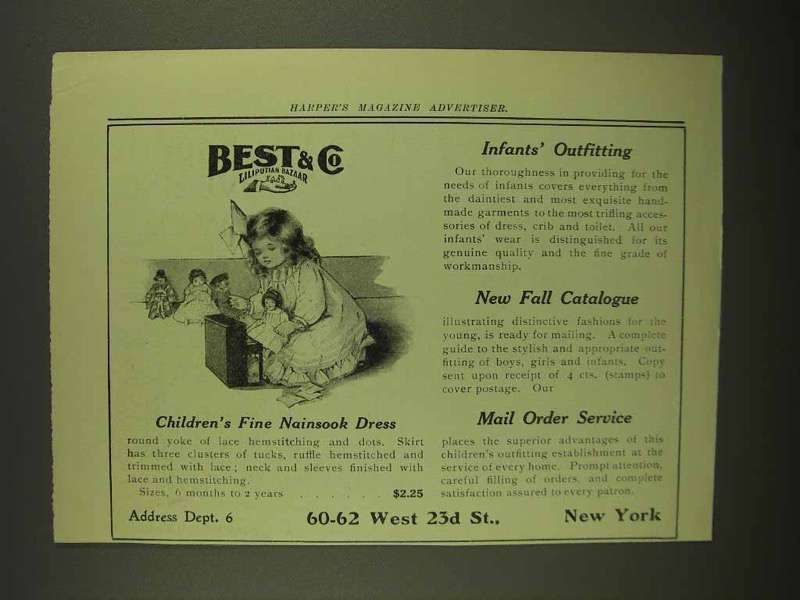 HARPER'S MAGAZINE ADVERTISER.
BEST & Co
LILIPUTIAN BAZAAR
Children's Fine Nainsook Dress
round yoke of lace hemstitching and dots. Skirt
has three clusters of tucks, ruffle hemstitched and
trimmed with lace; neck and sleeves finished with
lace and hemstitching.
Sizes, 6 months to 2 years . . . . . . $2.25
Infants' Outfitting
Our thoroughness in providing for the
needs of infants covers everything from
the daintiest and most exquisite hand-
made garments to the most trifling acces-
sories of dress, crib and toilet. All our
infants' wear is distinguished for its
genuine quality and the fine grade of
workmanship.
New Fall Catalogue
illustrating distinctive fashions for the
young, is ready for mailing. A complete
guide to the stylish and appropriate out-
fitting of boys, girls and infants. Copy
sent upon receipt of 4 cts. (stamps) to
cover postage. Our
Mail Order Service
places the superior advantages of this
children's outfitting establishment at the
service of every home. Prompt attention,
careful filling of orders, and complete
satisfaction assured to every patron.
Address Dept. 6 60-62 West 23d St., New York